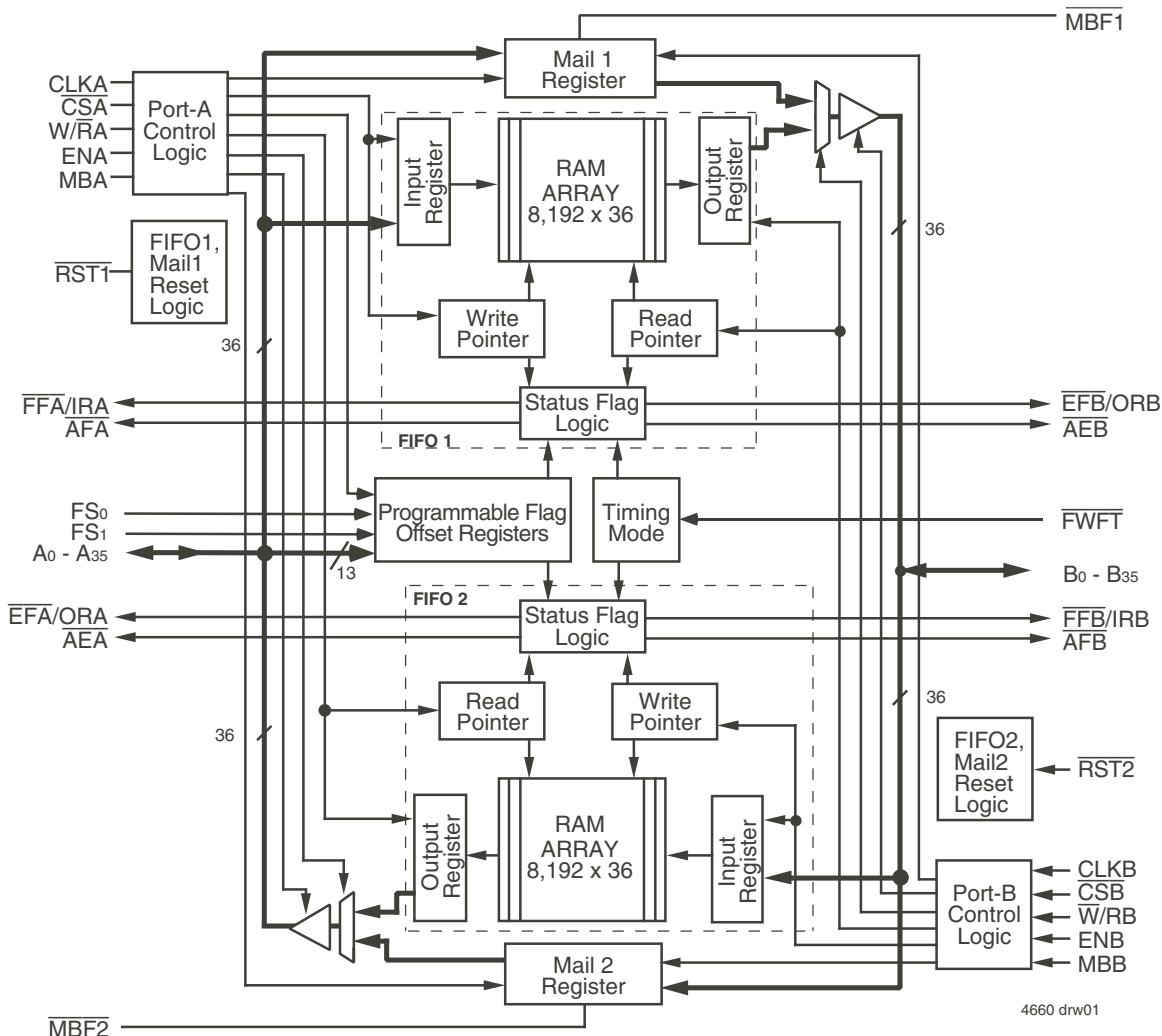 MBF1
Mail 1
Register
CLKA
CSA
W/RA
ENA
MBA
Port-A
Control
Logic
RST1
FIFO1,
Mail1
Reset
Logic
Input
Register
RAM
ARRAY
8,192 x 36
Output
Register
36
36
Write
Pointer
Read
Pointer
FFA/IRA
AFA
Status Flag
Logic
FIFO 1
EFB/ORB
AEB
FS0
FS1
A0 - A35
Programmable Flag
Offset Registers
13
Timing
Mode
FWFT
B0 - B35
EFA/ORA
AEA
FIFO 2
Status Flag
Logic
FFB/IRB
AFB
Read
Pointer
Write
Pointer
36
36
FIFO2,
Mail2
Reset
Logic
RST2
Output
Register
RAM
ARRAY
8,192 x 36
Input
Register
Port-B
Control
Logic
CLKB
CSB
W/RB
ENB
MBB
Mail 2
Register
MBF2
4660 drw01